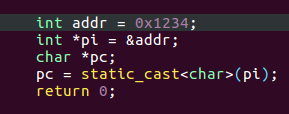 int addr = 0x1234;
int *pi = &addr;
char *pc;
pc = static_cast<char>(pi);
return 0;